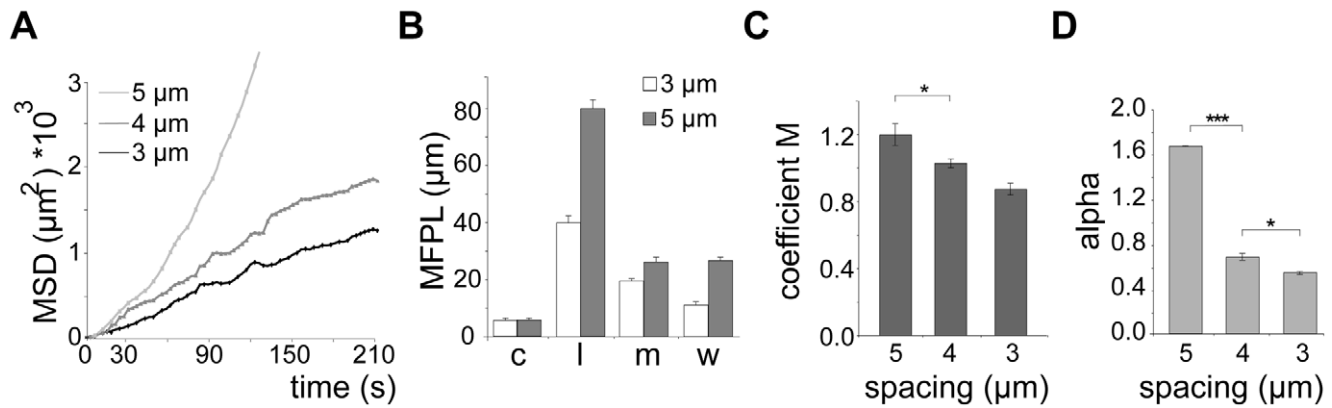 A
MSD (µm²) *10³
3
2
1
0
5 µm
4 µm
3 µm
0 30 90 150 210
time (s)
B
MFPL (µm)
80
60
40
20
0
3 µm
5 µm
c l m w
C
coefficient M
1.2
0.8
0.4
0.0
*
5 4 3
spacing (µm)
D
alpha
2.0
1.6
1.0
0.6
0.0
***
*
5 4 3
spacing (µm)